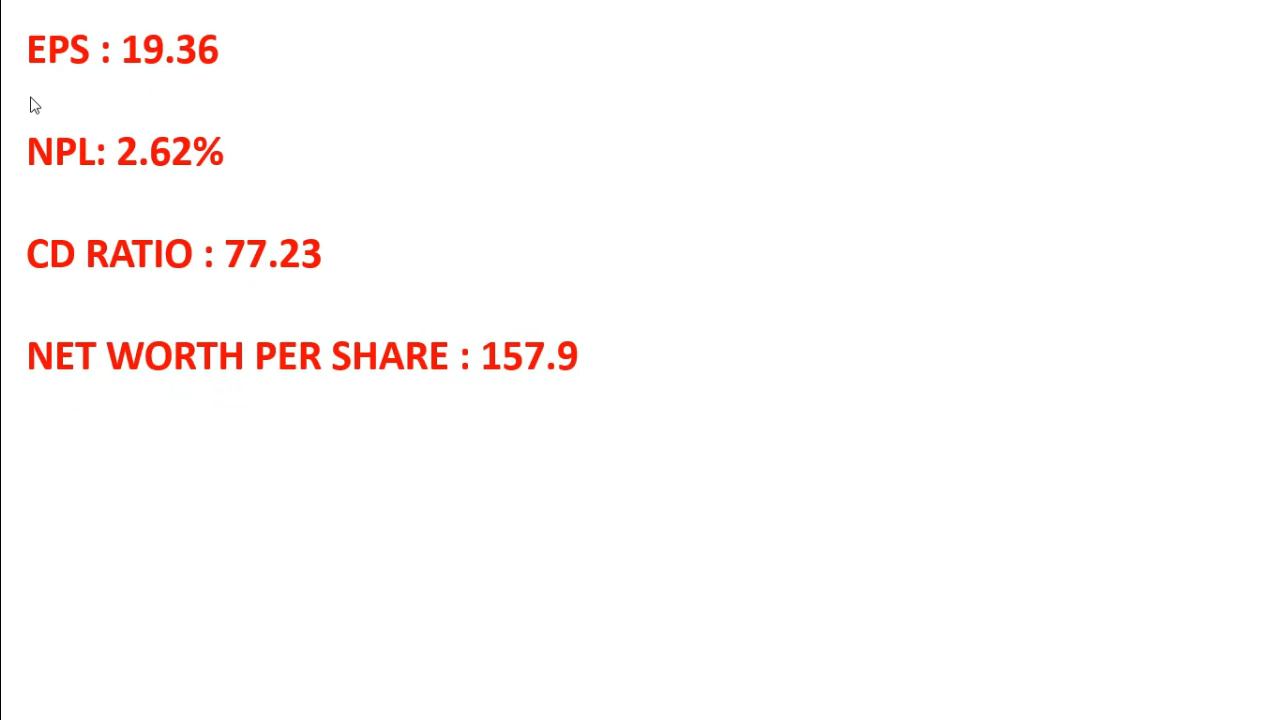 EPS : 19.36
NPL: 2.62%
CD RATIO : 77.23
NET WORTH PER SHARE : 157.9